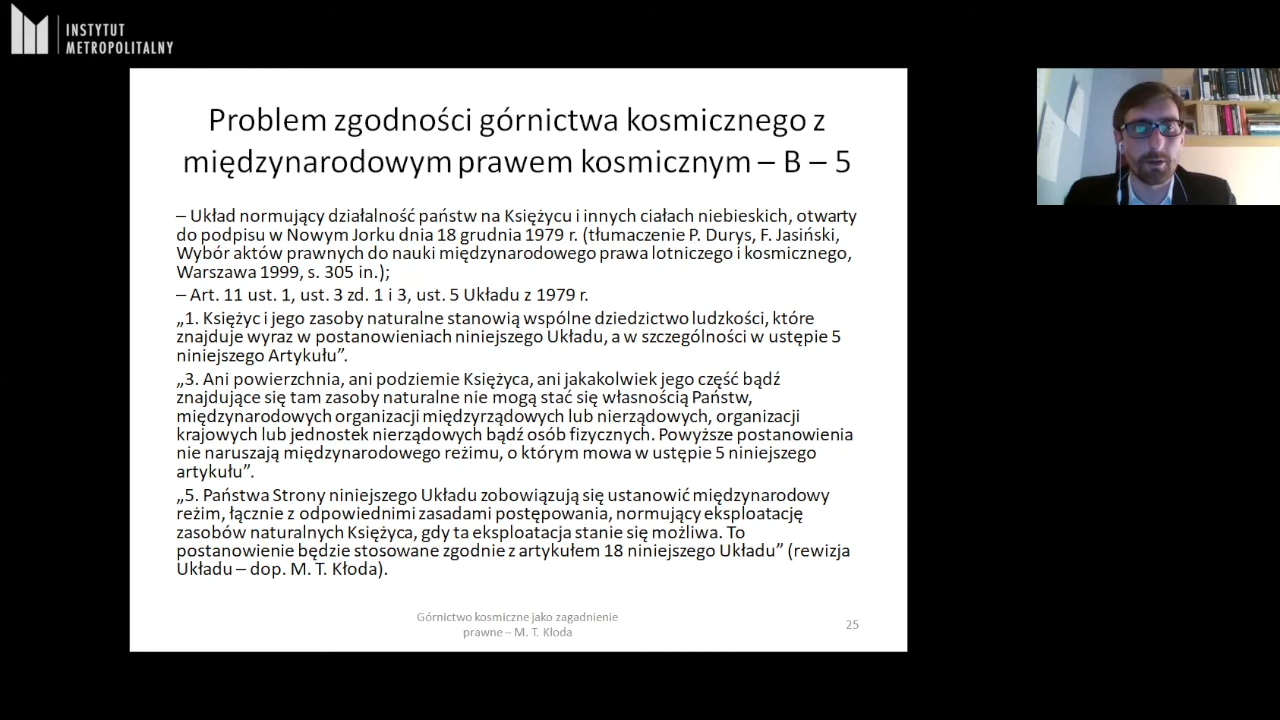 INSTYTUT
METROPOLITALNY
Problem zgodności górnictwa kosmicznego z
międzynarodowym prawem kosmicznym – B – 5
– Układ normujący działalność państw na Księżycu i innych ciałach niebieskich, otwarty
do podpisu w Nowym Jorku dnia 18 grudnia 1979 r. (tłumaczenie P. Durys, F. Jasiński,
Wybór aktów prawnych do nauki międzynarodowego prawa lotniczego i kosmicznego,
Warszawa 1999, s. 305 in.);
– Art. 11 ust. 1, ust. 3 zd. 1 i 3, ust. 5 Układu z 1979 r.
„1. Księżyc i jego zasoby naturalne stanowią wspólne dziedzictwo ludzkości, które
znajduje wyraz w postanowieniach niniejszego Układu, a w szczególności w ustępie 5
niniejszego Artykułu”.
„3. Ani powierzchnia, ani podziemie Księżyca, ani jakakolwiek jego część bądź
znajdujące się tam zasoby naturalne nie mogą stać się własnością Państw,
międzynarodowych organizacji międzyrządowych lub nierządowych, organizacji
krajowych lub jednostek nierządowych bądź osób fizycznych. Powyższe postanowienia
nie naruszają międzynarodowego reżimu, o którym mowa w ustępie 5 niniejszego
artykułu”.
„5. Państwa Strony niniejszego Układu zobowiązują się ustanowić międzynarodowy
reżim, łącznie z odpowiednimi zasadami postępowania, normujący eksploatację
zasobów naturalnych Księżyca, gdy ta eksploatacja stanie się możliwa. To
postanowienie będzie stosowane zgodnie z artykułem 18 niniejszego Układu” (rewizja
Układu – dop. M. T. Kłoda).
Górnictwo kosmiczne jako zagadnienie
prawne – M. T. Kłoda
25